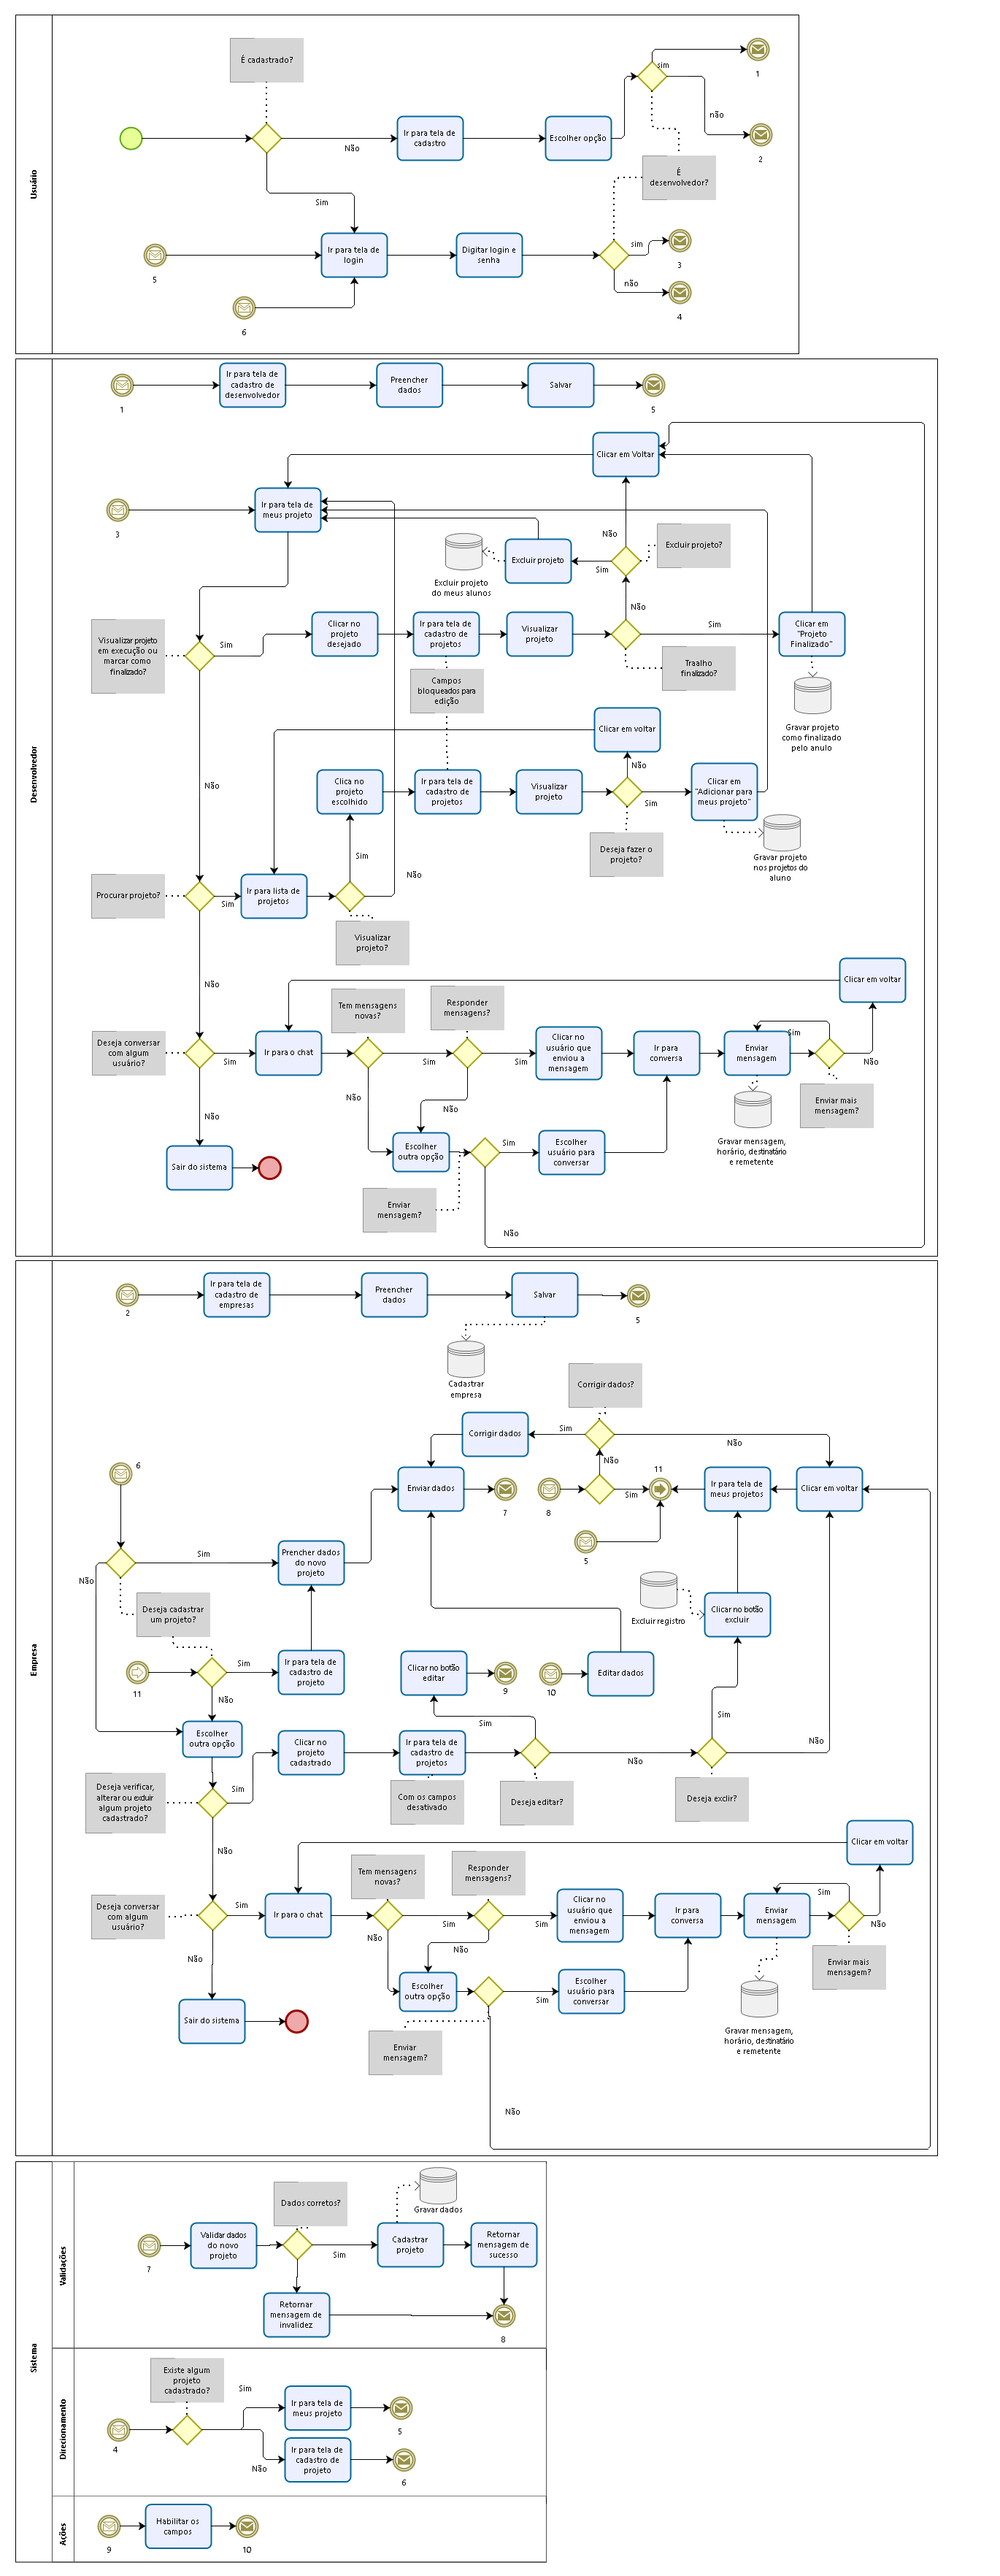 Usuário
É cadastrado?
Não
Sim
Ir para tela de
cadastro
Escolher opção
sim
1
não
2
É
desenvolvedor?
5
Ir para tela de
login
Digitar login e
senha
sim
3
não
4
6
Desenvolvedor
1
Ir para tela de
cadastro de
desenvolvedor
Preencher
dados
Salvar
5
Clicar em Voltar
3
Ir para tela de
meus projeto
Excluir projeto
do meus alunos
Excluir projeto
Não
Sim
Excluir projeto?
Não
Visualizar projeto
em execução ou
marcar como
finalizado?
Sim
Clicar no
projeto
desejado
Ir para tela de
cadastro de
projetos
Visualizar
projeto
Sim
Clicar em
"Projeto
Finalizado"
Traalho
finalizado?
Campos
bloqueados para
edição
Gravar projeto
como finalizado
pelo anulo
Clicar em voltar
Não
Não
Clica no
projeto
escolhido
Ir para tela de
cadastro de
projetos
Visualizar
projeto
Sim
Clicar em
"Adicionar para
meus projeto"
Deseja fazer o
projeto?
Gravar projeto
nos projetos do
aluno
Sim
Não
Procurar projeto?
Sim
Ir para lista de
projetos
Visualizar
projeto?
Não
Clicar em voltar
Tem mensagens
novas?
Responder
mensagens?
Deseja conversar
com algum
usuário?
Sim
Ir para o chat
Sim
Sim
Clicar no
usuário que
enviou a
mensagem
Ir para
conversa
Enviar
mensagem
Sim
Não
Enviar mais
mensagem?
Gravar mensagem,
horário, destinatário
e remetente
Não
Não
Não
Escolher
outra opção
Sim
Escolher
usuário para
conversar
Sair do sistema
Enviar
mensagem?
Não
Empresa
2
Ir para tela de
cadastro de
empresas
Preencher
dados
Salvar
5
Cadastrar
empresa
Corrigir dados?
Corrigir dados
Sim
Não
6
Enviar dados
7
8
Não
Sim
11
Ir para tela de
meus projetos
Clicar em voltar
5
Sim
Não
Prencher dados
do novo
projeto
Deseja cadastrar
um projeto?
Excluir registro
Clicar no botão
excluir
11
Sim
Ir para tela de
cadastro de
projeto
Clicar no botão
editar
9
10
Editar dados
Não
Escolher
outra opção
Clicar no
projeto
cadastrado
Ir para tela de
cadastro de
projetos
Sim
Não
Sim
Não
Deseja verificar,
alterar ou excluir
algum projeto
cadastrado?
Sim
Com os campos
desativado
Deseja editar?
Deseja exclir?
Não
Clicar em voltar
Tem mensagens
novas?
Responder
mensagens?
Deseja conversar
com algum
usuário?
Sim
Ir para o chat
Sim
Sim
Clicar no
usuário que
enviou a
mensagem
Ir para
conversa
Enviar
mensagem
Sim
Não
Enviar mais
mensagem?
Gravar mensagem,
horário, destinatário
e remetente
Não
Não
Não
Escolher
outra opção
Sim
Escolher
usuário para
conversar
Sair do sistema
Enviar
mensagem?
Não
Sistema
Validações
7
Validar dados
do novo
projeto
Dados corretos?
Sim
Cadastrar
projeto
Gravar dados
Retornar
mensagem de
sucesso
Retornar
mensagem de
invalidez
8
Direcionamento
4
Existe algum
projeto
cadastrado?
Sim
Ir para tela de
meus projeto
5
Não
Ir para tela de
cadastro de
projeto
6
Ações
9
Habilitar os
campos
10